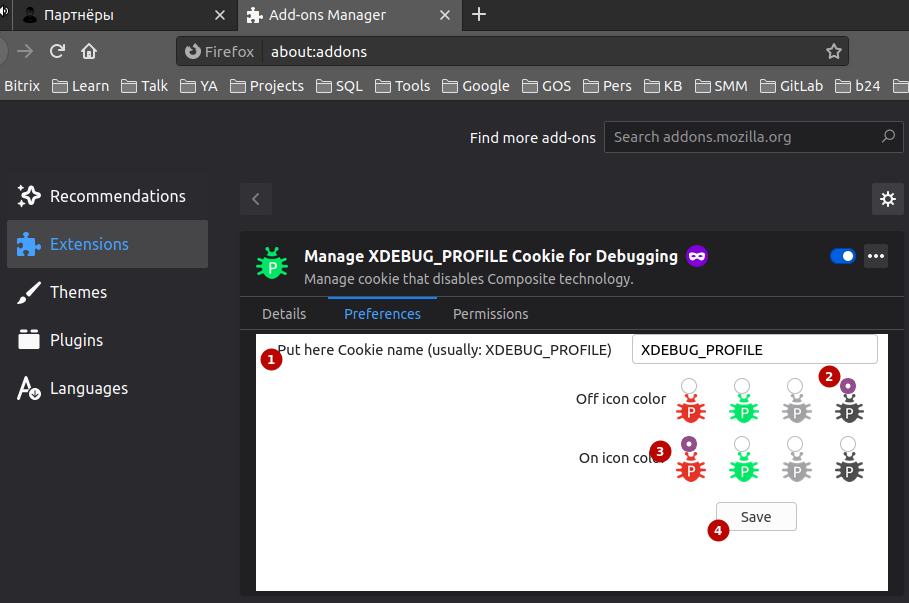 Партнёры
Add-ons Manager
Firefox about:addons
Bitrix Learn Talk YA Projects SQL Tools Google GOS Pers KB SMM GitLab b24
Find more add-ons Search addons.mozilla.org
Recommendations
Extensions
Themes
Plugins
Languages
P Manage XDEBUG_PROFILE Cookie for Debugging
Manage cookie that disables Composite technology.
Details Preferences Permissions
1 Put here Cookie name (usually: XDEBUG_PROFILE) XDEBUG_PROFILE
2
Off icon color P P P P
3
On icon color P P P P
Save
4